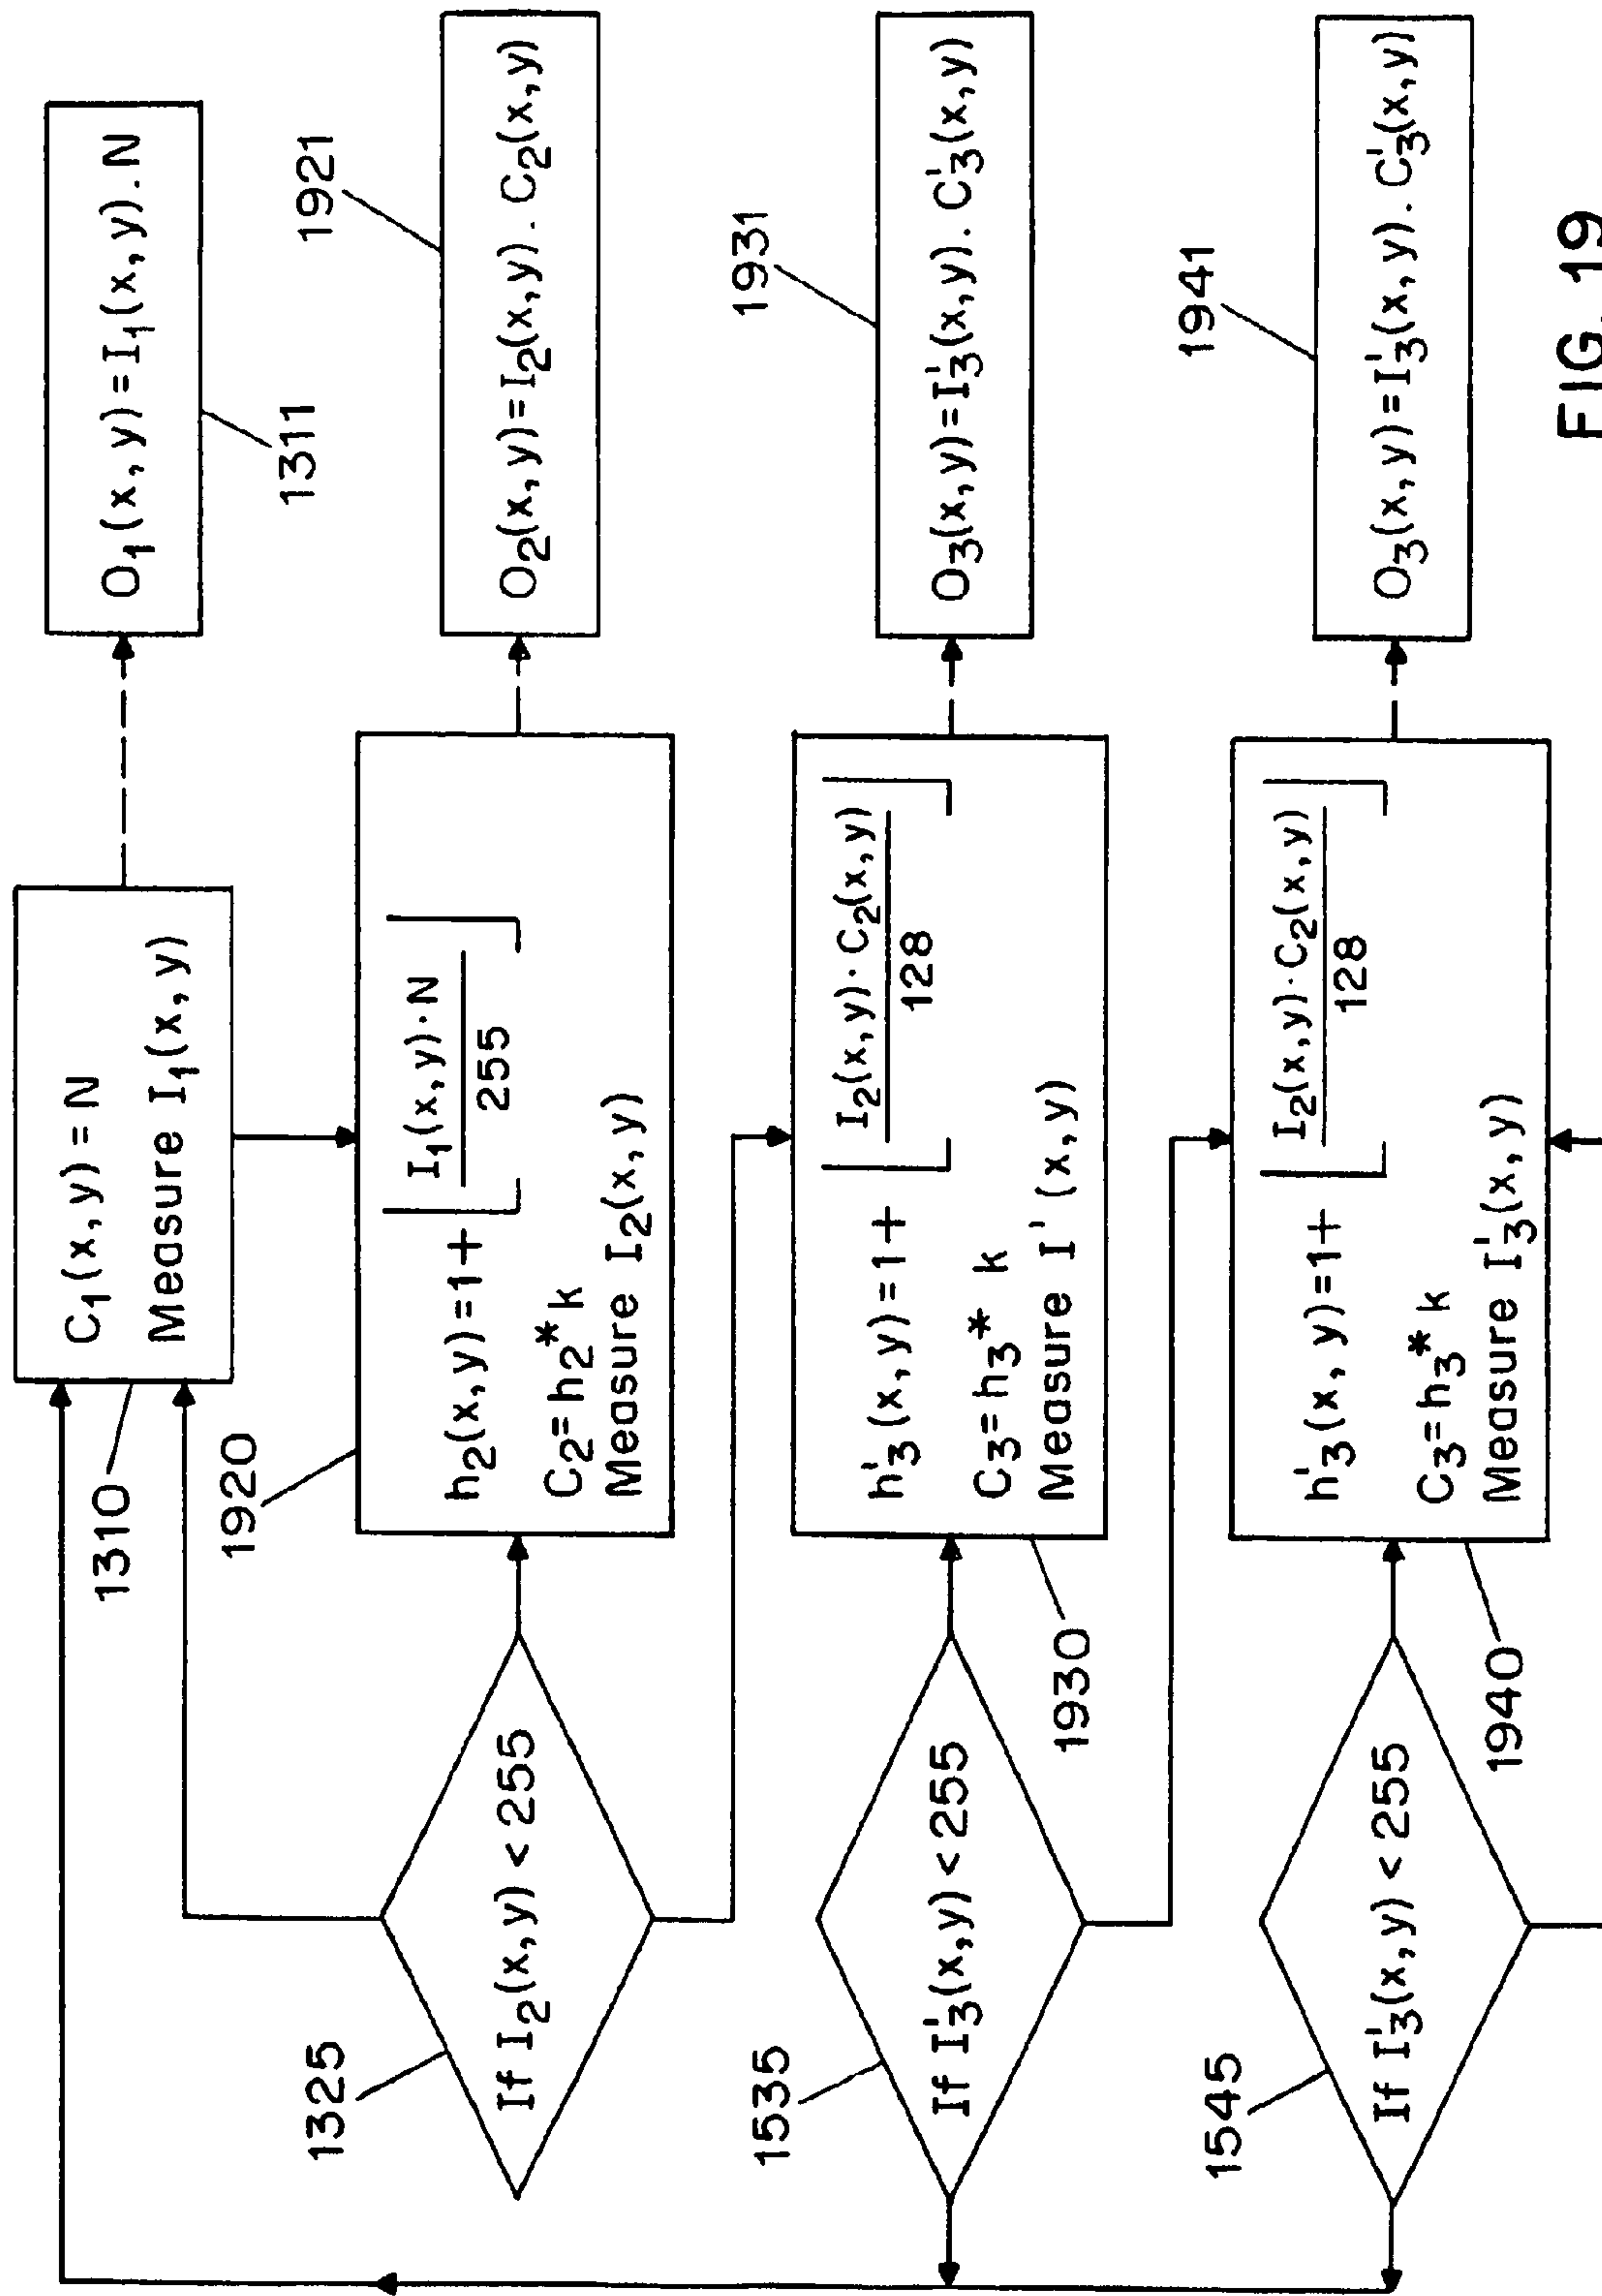 C₁(x,y)=N
Measure I₁(x,y)
1310
O₁(x,y)=I₁(x,y).N
1311
1920
h₂(x,y)=1+⌊I₁(x,y)·N/255⌋
C₂=h₂*k
Measure I₂(x,y)
1921
O₂(x,y)=I₂(x,y).C₂(x,y)
1325
If I₂(x,y)<255
h'₃(x,y)=1+⌊I₂(x,y)·C₂(x,y)/128⌋
C₃=h₃*k
Measure I'(x,y)
1930
1931
O₃(x,y)=I'₃(x,y).C'₃(x,y)
1535
If I'₃(x,y)<255
h'₃(x,y)=1+⌊I₂(x,y)·C₂(x,y)/128⌋
C₃=h₃*k
Measure I'₃(x,y)
1940
1941
O₃(x,y)=I'₃(x,y).C'₃(x,y)
1545
If I'₃(x,y)<255
FIG. 19